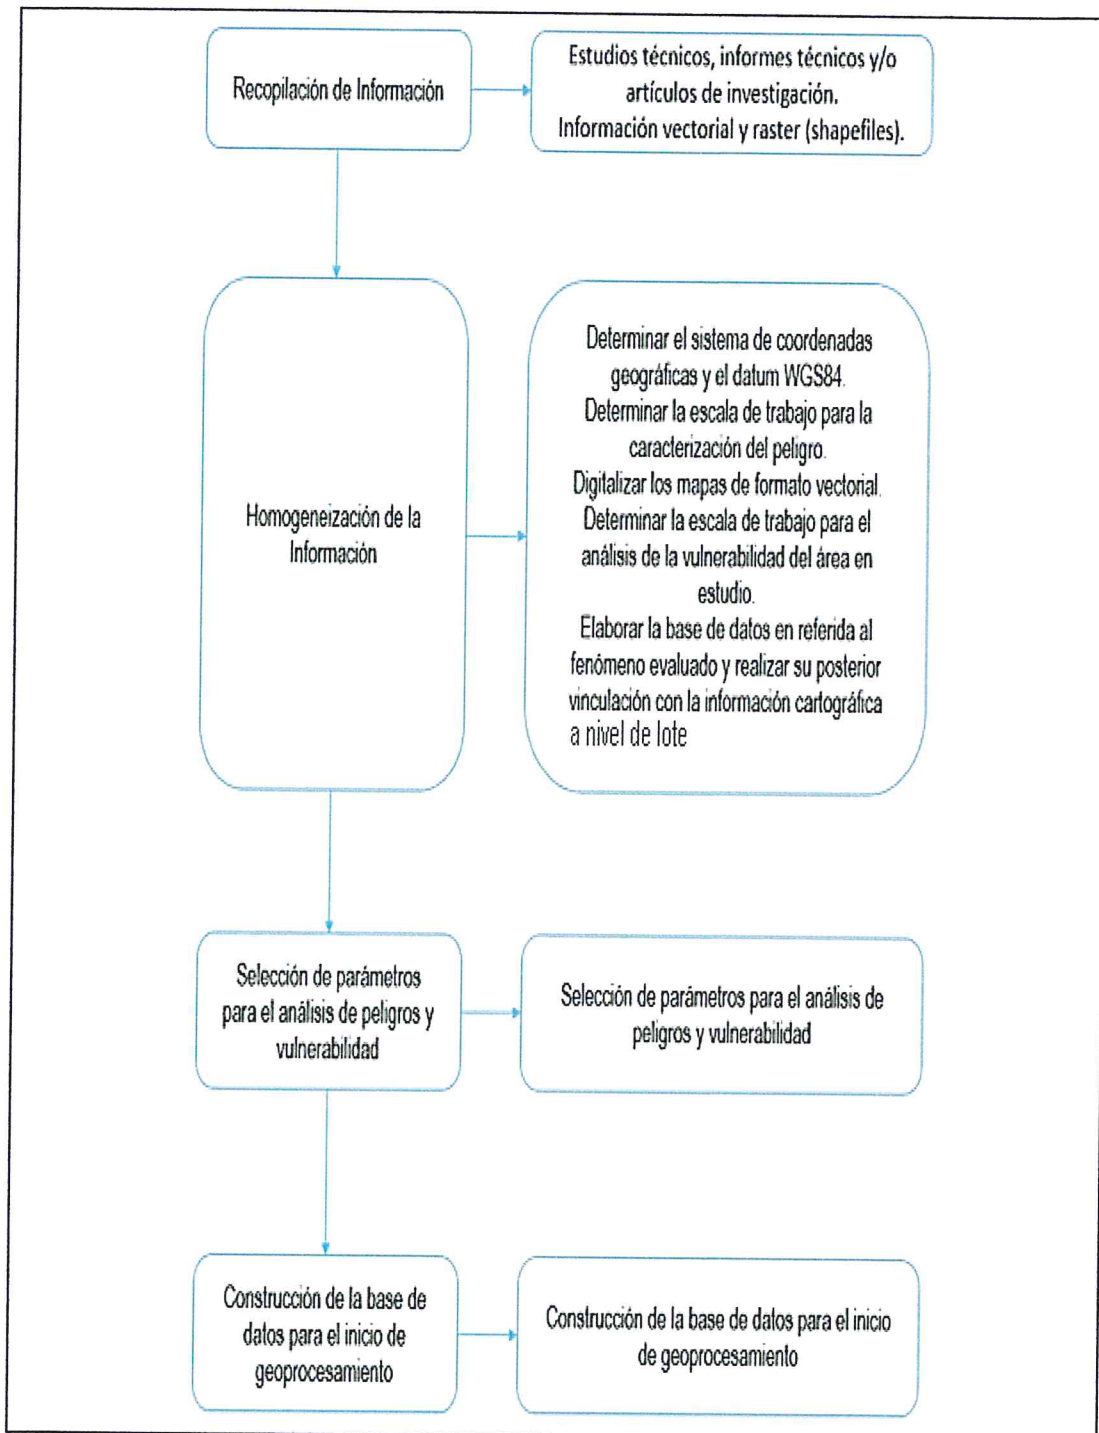 Recopilación de Información
Estudios técnicos, informes técnicos y/o
artículos de investigación.
Información vectorial y raster (shapefiles).
Homogeneización de la
Información
Determinar el sistema de coordenadas
geográficas y el datum WGS84.
Determinar la escala de trabajo para la
caracterización del peligro.
Digitalizar los mapas de formato vectorial.
Determinar la escala de trabajo para el
análisis de la vulnerabilidad del área en
estudio.
Elaborar la base de datos en referida al
fenómeno evaluado y realizar su posterior
vinculación con la información cartográfica
a nivel de lote
Selección de parámetros
para el análisis de peligros y
vulnerabilidad
Selección de parámetros para el análisis de
peligros y vulnerabilidad
Construcción de la base de
datos para el inicio de
geoprocesamiento
Construcción de la base de datos para el inicio
de geoprocesamiento